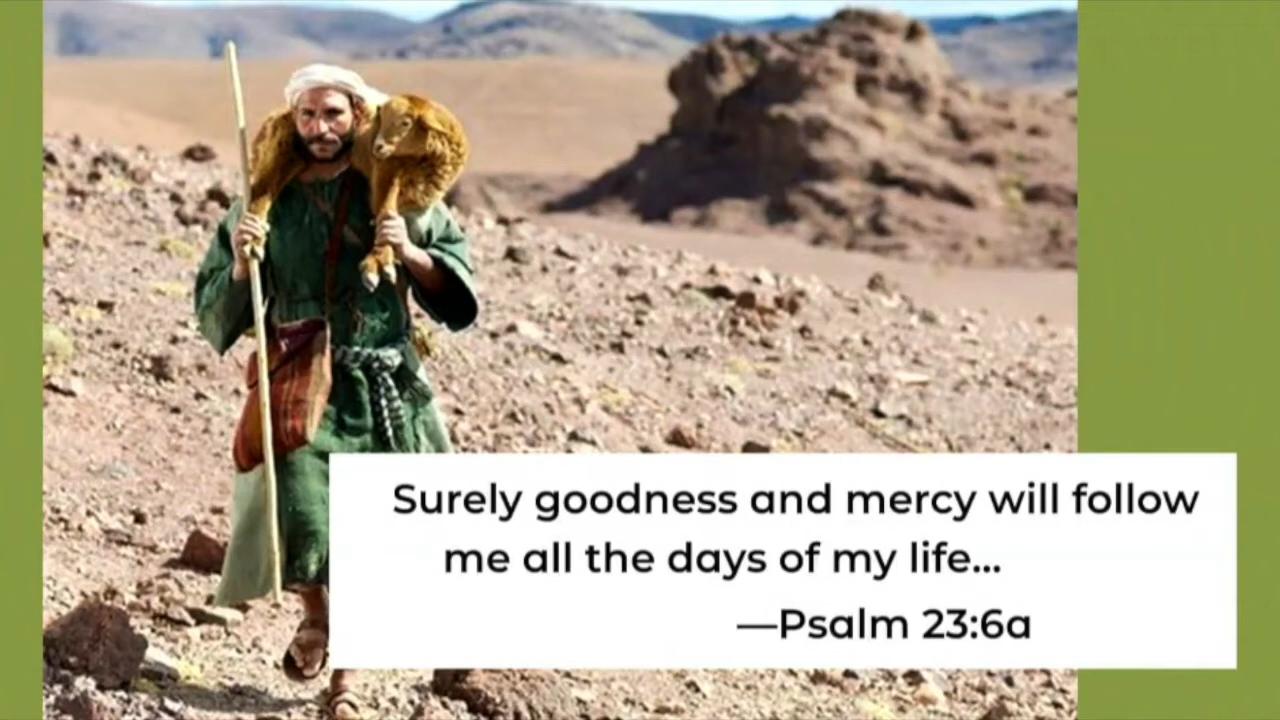 Surely goodness and mercy will follow
me all the days of my life...
—Psalm 23:6a